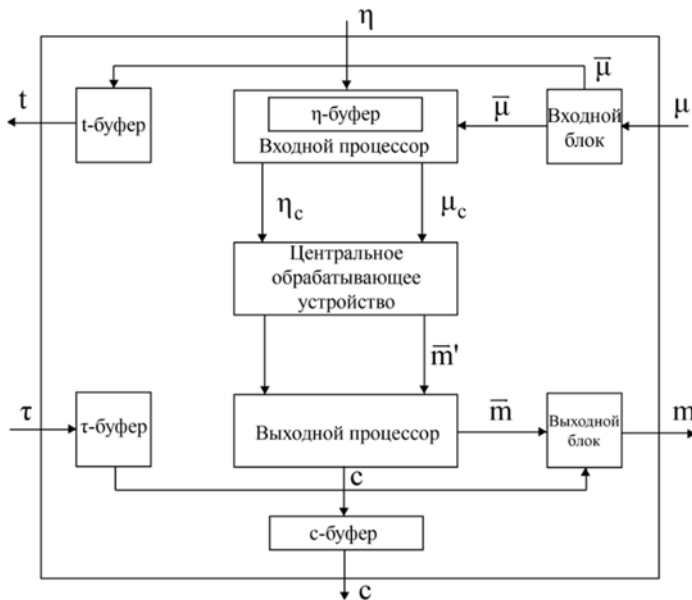 η
μ̅
t
t-буфер
η-буфер
Входной процессор
μ̅
Входной
блок
μ
η_c
μ_c
Центральное
обрабатывающее
устройство
m̅'
τ
τ-буфер
Выходной процессор
m̅
Выходной
блок
m
c
c-буфер
c